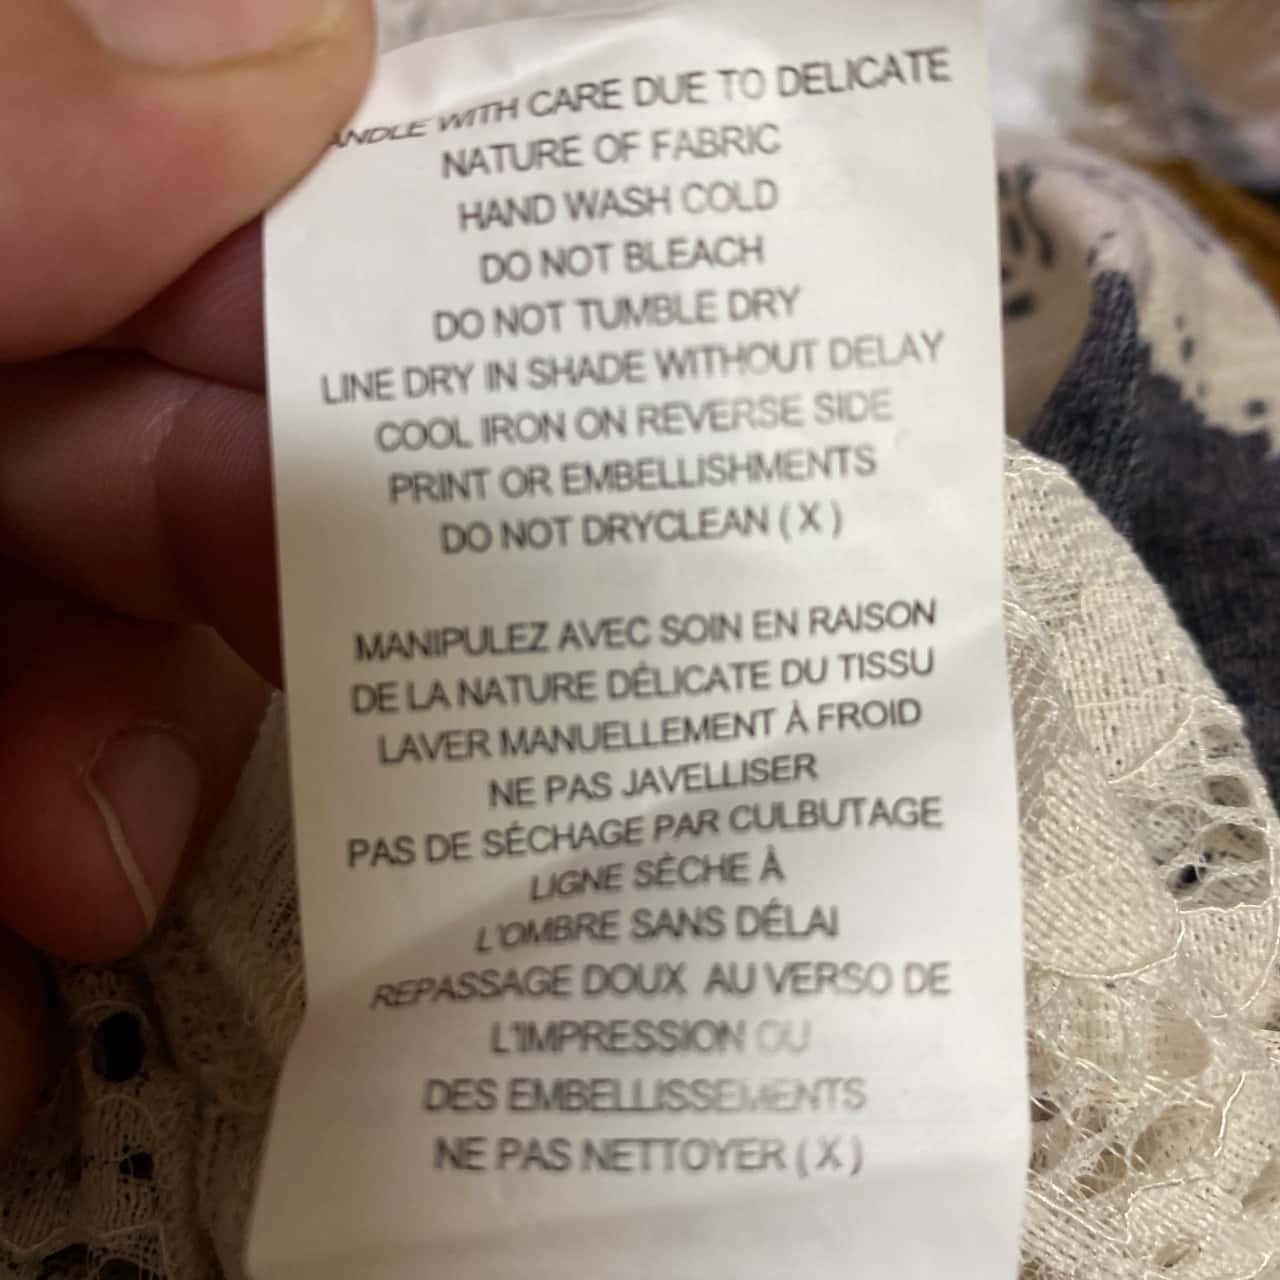 ANDLE WITH CARE DUE TO DELICATE
NATURE OF FABRIC
HAND WASH COLD
DO NOT BLEACH
DO NOT TUMBLE DRY
LINE DRY IN SHADE WITHOUT DELAY
COOL IRON ON REVERSE SIDE
PRINT OR EMBELLISHMENTS
DO NOT DRYCLEAN ( X )
MANIPULEZ AVEC SOIN EN RAISON
DE LA NATURE DÉLICATE DU TISSU
LAVER MANUELLEMENT À FROID
NE PAS JAVELLISER
PAS DE SÉCHAGE PAR CULBUTAGE
LIGNE SÈCHE À
L'OMBRE SANS DÉLAI
REPASSAGE DOUX AU VERSO DE
L'IMPRESSION OU
DES EMBELLISSEMENTS
NE PAS NETTOYER ( X )